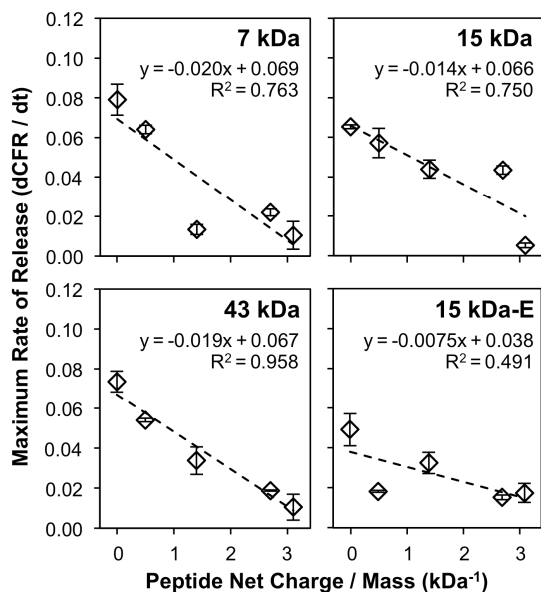 Maximum Rate of Release (dCFR / dt)
0.12
0.10
0.08
0.06
0.04
0.02
0.00
7 kDa
y = -0.020x + 0.069
R² = 0.763
15 kDa
y = -0.014x + 0.066
R² = 0.750
0.12
0.10
0.08
0.06
0.04
0.02
0.00
43 kDa
y = -0.019x + 0.067
R² = 0.958
15 kDa-E
y = -0.0075x + 0.038
R² = 0.491
0 1 2 3 0 1 2 3
Peptide Net Charge / Mass (kDa⁻¹)